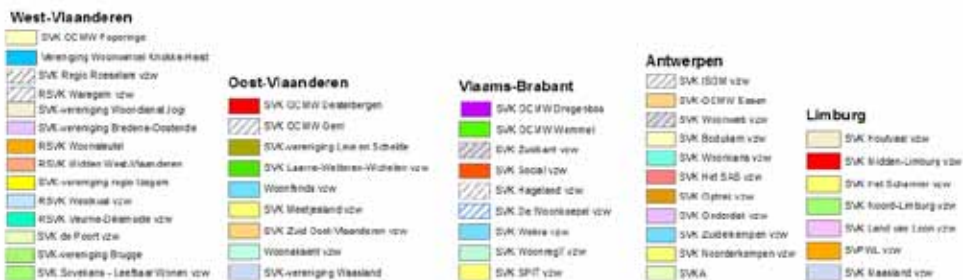 West-Vlaanderen
SVK OCMW Poperinge
Vereniging Woonwensel Knokke-Heist
SVK Regio Roeselare vzw
RSVK Waregem vzw
SVK-vereniging Woondienst Jogi
SVK-vereniging Bredene-Oostende
RSVK Woonsleutel
RSVK Midden West-Vlaanderen
SVK-vereniging regio Izegem
RSVK Westkust vzw
RSVK Veurne-Diksmuide vzw
SVK de Poort vzw
SVK-vereniging Brugge
SVK Sovekans - Leefbaar Wonen vzw
Oost-Vlaanderen
SVK OCMW Destelbergen
SVK OCMW Gent
SVK-vereniging Leie en Schelde
SVK Laarne-Wetteren-Wichelen vzw
Woonfonds vzw
SVK Meetjesland vzw
SVK Zuid Oost-Vlaanderen vzw
Woonakkent vzw
SVK-vereniging Waasland
Vlaams-Brabant
SVK OCMW Drogenbos
SVK OCMW Wemmel
SVK Zuidkant vzw
SVK Social vzw
SVK Hageland vzw
SVK De Woonkoepel vzw
SVK Webra vzw
SVK Woonregt vzw
SVK SPIT vzw
Antwerpen
SVK ISOM vzw
SVK-OCMW Essen
SVK Woonweb vzw
SVK Bodukam vzw
SVK Woonkans vzw
SVK Het SAS vzw
SVK Optrek vzw
SVK Onderdak vzw
SVK Zuiderkempen vzw
SVK Noorderkempen vzw
SVKA
Limburg
SVK Houtvast vzw
SVK Midden-Limburg vzw
SVK Het Scharnier vzw
SVK Noord-Limburg vzw
SVK Land van Loon vzw
SVPWL vzw
SVK Maasland vzw